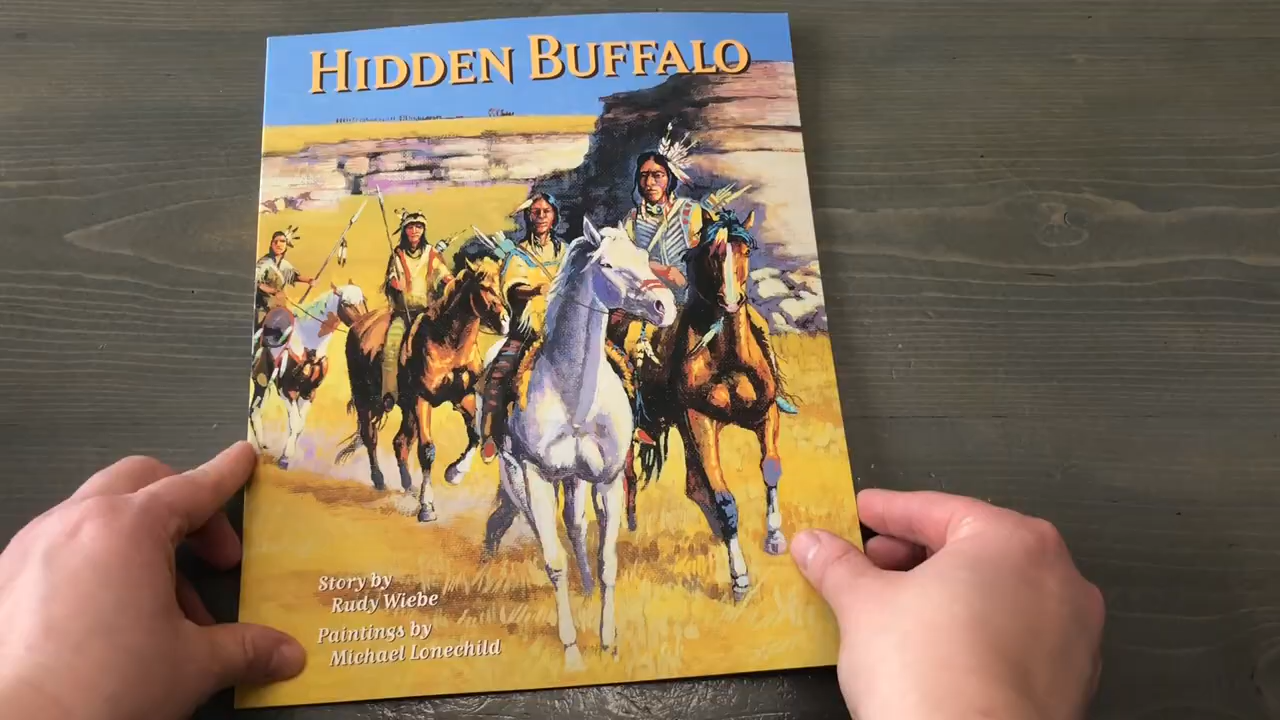 HIDDEN BUFFALO
Story by
Rudy Wiebe
Paintings by
Michael Lonechild